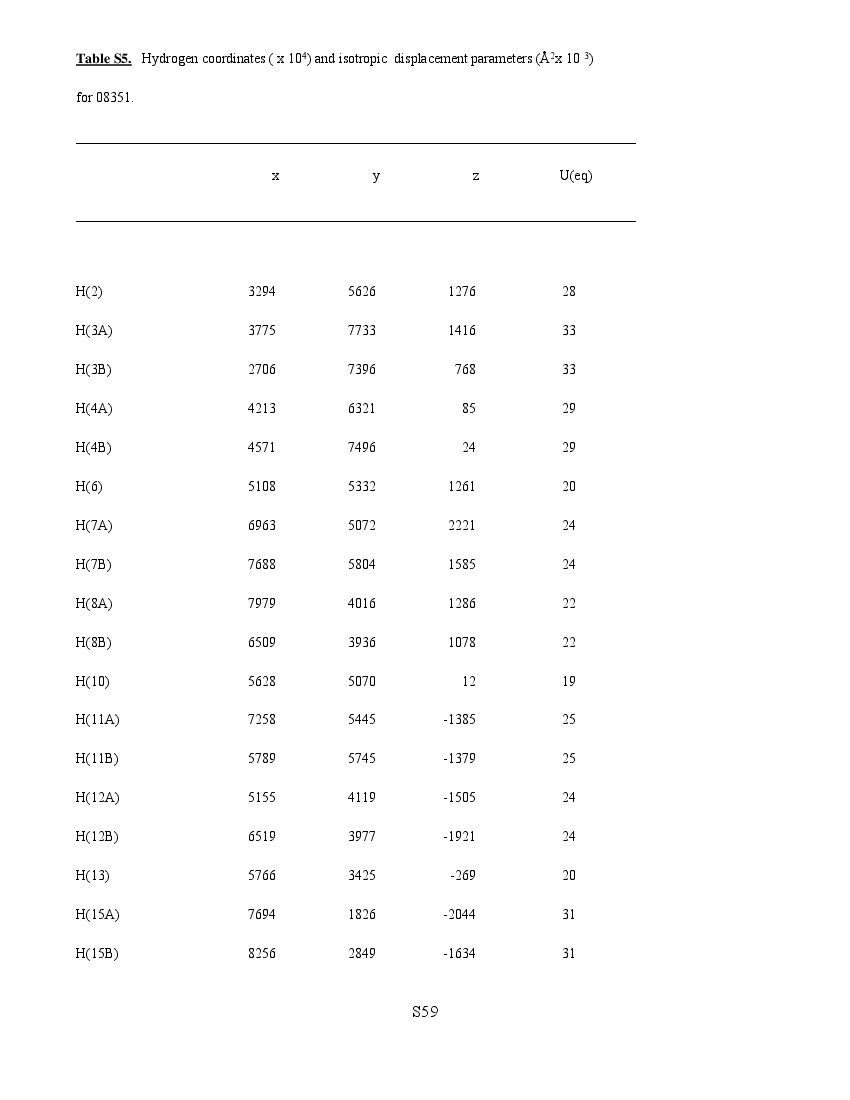 Table S5. Hydrogen coordinates ( x 10⁴) and isotropic displacement parameters (Å²x 10 ³)
for 08351.
x y z U(eq)
H(2) 3294 5626 1276 28
H(3A) 3775 7733 1416 33
H(3B) 2706 7396 768 33
H(4A) 4213 6321 85 29
H(4B) 4571 7496 24 29
H(6) 5108 5332 1261 20
H(7A) 6963 5072 2221 24
H(7B) 7688 5804 1585 24
H(8A) 7979 4016 1286 22
H(8B) 6509 3936 1078 22
H(10) 5628 5070 12 19
H(11A) 7258 5445 -1385 25
H(11B) 5789 5745 -1379 25
H(12A) 5155 4119 -1505 24
H(12B) 6519 3977 -1921 24
H(13) 5766 3425 -269 20
H(15A) 7694 1826 -2044 31
H(15B) 8256 2849 -1634 31
S59